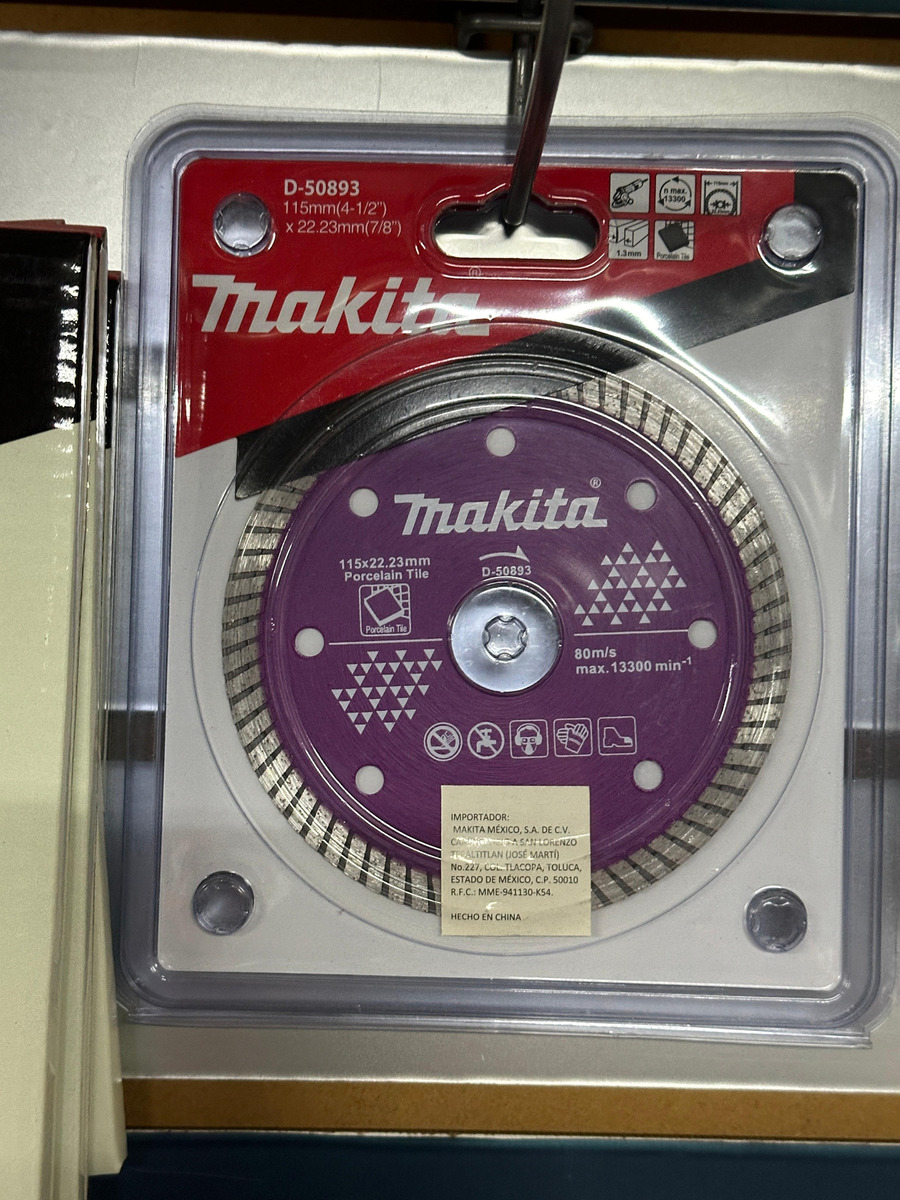 D-50893
115mm(4-1/2")
x 22.23mm(7/8")
n max.
13300
115mm
1.3mm
Porcelain Tile
makita®
makita®
115x22.23mm
Porcelain Tile
Porcelain Tile
D-50893
80m/s
max.13300 min⁻¹
IMPORTADOR:
MAKITA MÉXICO, S.A. DE C.V.
A SAN LORENZO
(JOSÉ MARTÍ)
No.227, COL. TLACOPA, TOLUCA,
ESTADO DE MÉXICO, C.P. 50010
R.F.C.: MME-941130-K54.
HECHO EN CHINA